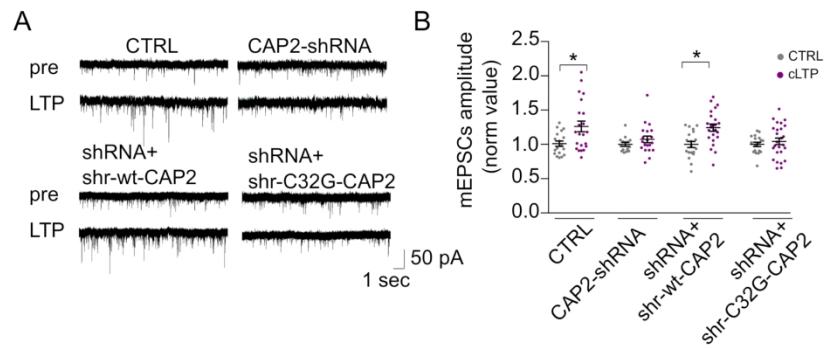 A
CTRL
CAP2-shRNA
pre
LTP
shRNA+
shr-wt-CAP2
shRNA+
shr-C32G-CAP2
pre
LTP
50 pA
1 sec
B
mEPSCs amplitude
(norm value)
2.5
2.0
1.5
1.0
0.5
0.0
*
*
CTRL
cLTP
CTRL
CAP2-shRNA
shRNA+
shr-wt-CAP2
shRNA+
shr-C32G-CAP2